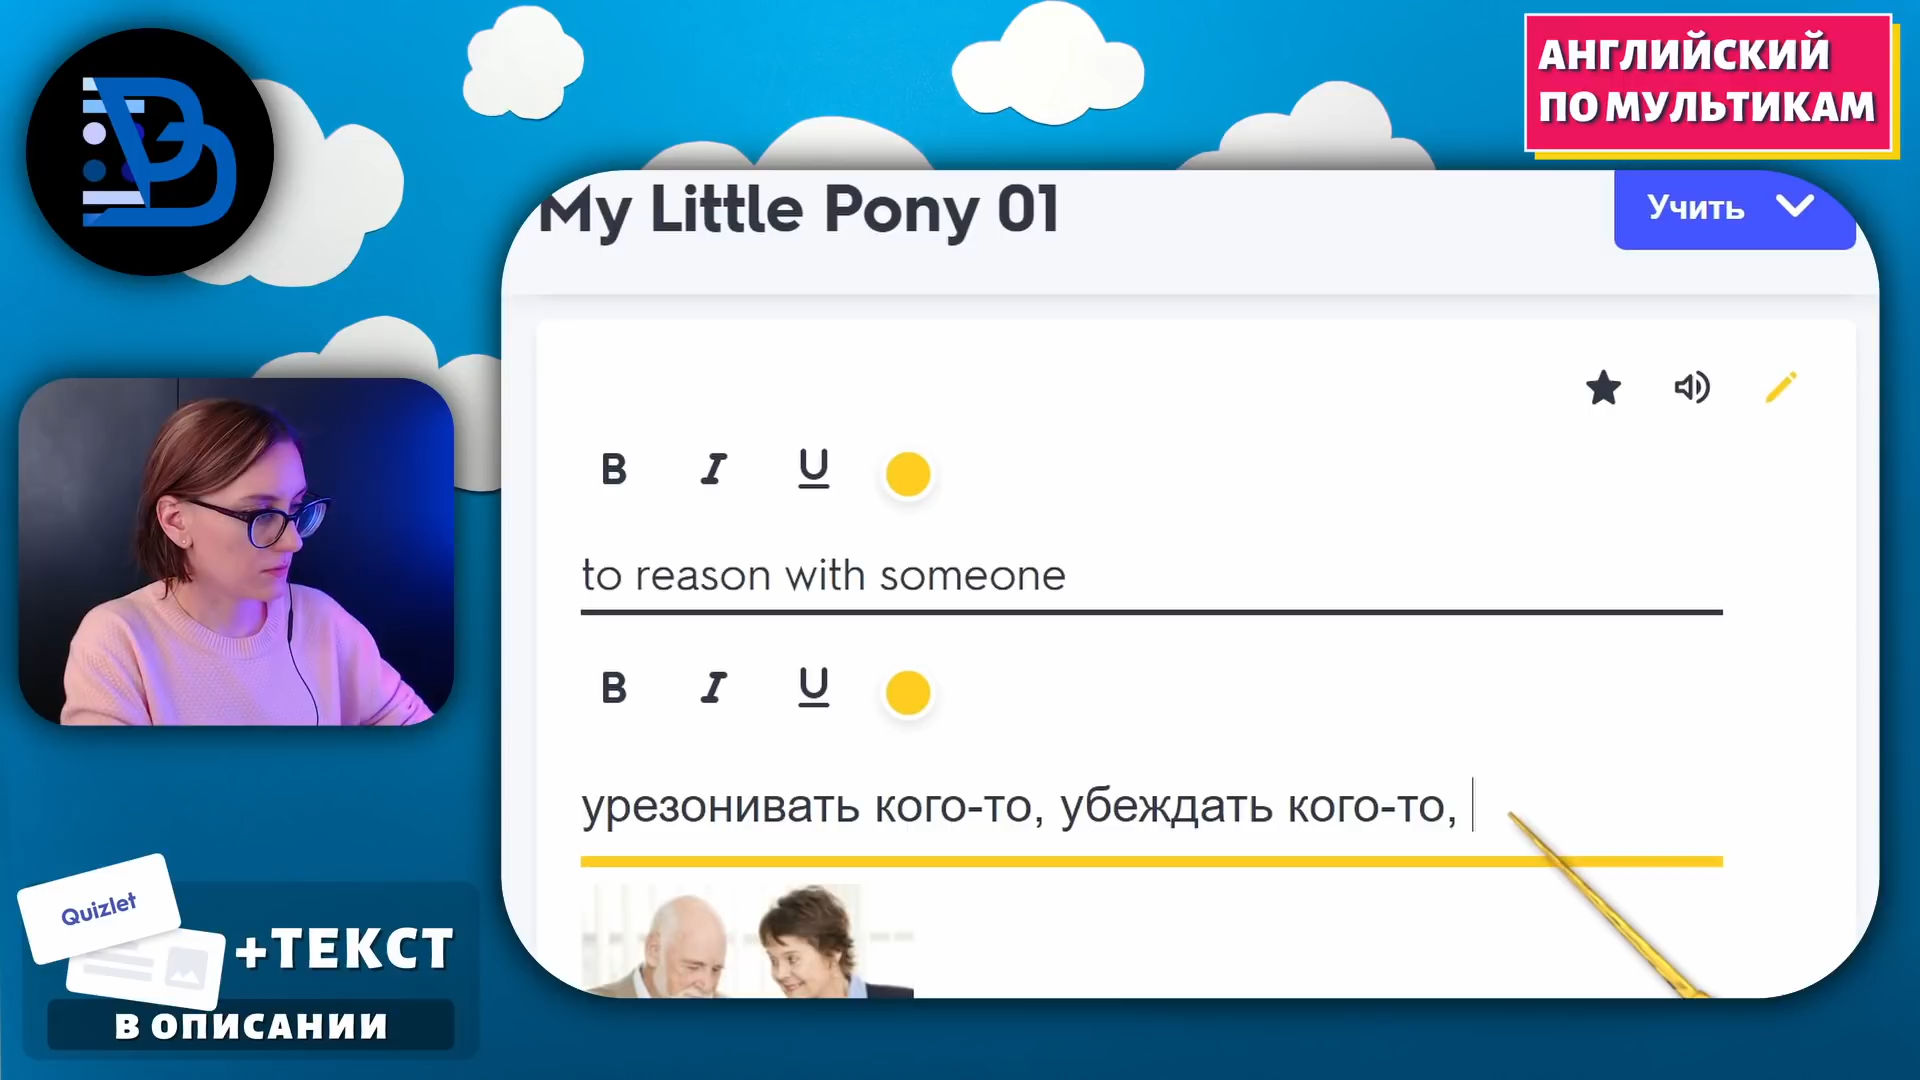 АНГЛИЙСКИЙ
ПО МУЛЬТИКАМ
My Little Pony 01
Учить
B I U
to reason with someone
B I U
урезонивать кого-то, убеждать кого-то,
Quizlet
+ТЕКСТ
В ОПИСАНИИ